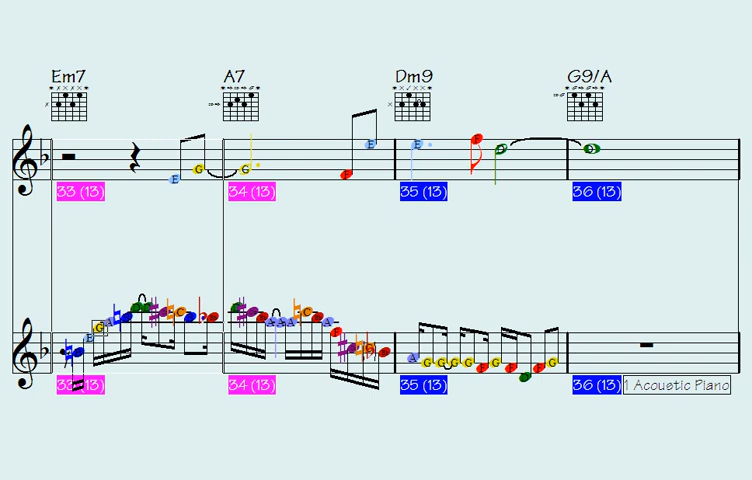 Em7 A7 Dm9 G9/A
E G G F E E F D D
33 (13) 34 (13) 35 (13) 36 (13)
A G G G G F G F D F G
33 (13) 34 (13) 35 (13) 36 (13) 1 Acoustic Piano